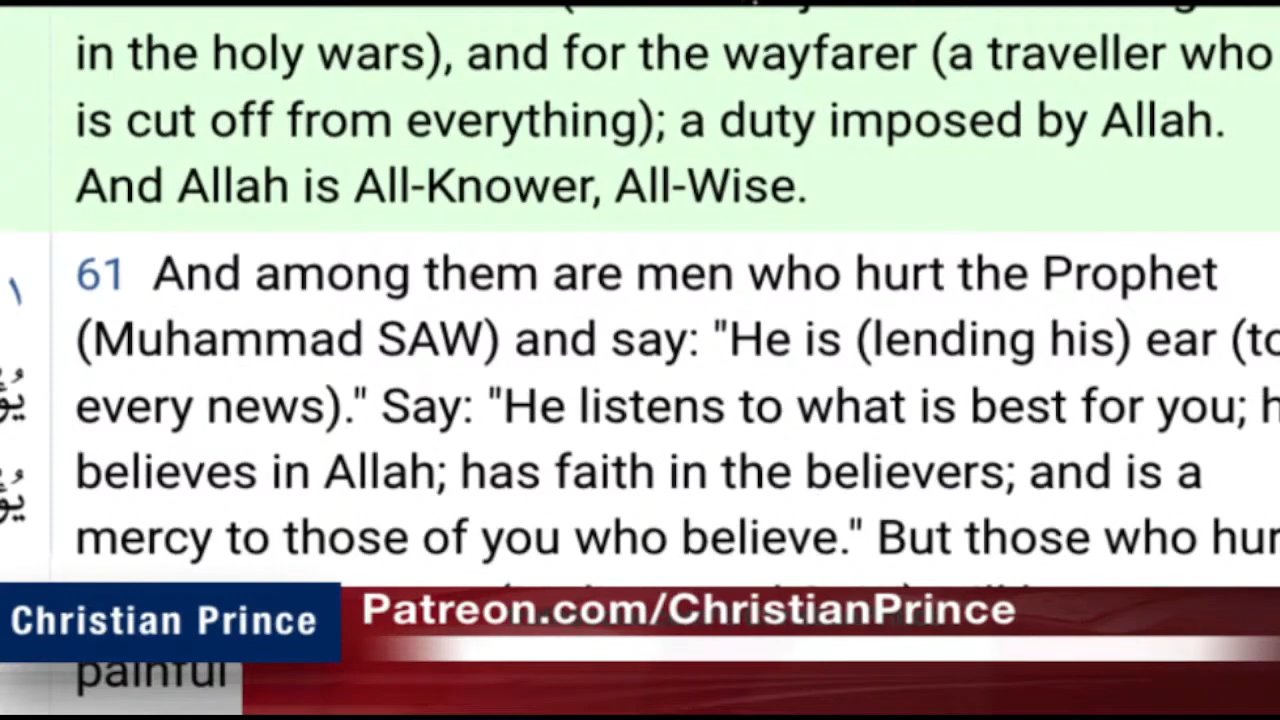 in the holy wars), and for the wayfarer (a traveller who
is cut off from everything); a duty imposed by Allah.
And Allah is All-Knower, All-Wise.
61 And among them are men who hurt the Prophet
(Muhammad SAW) and say: "He is (lending his) ear (to
every news)." Say: "He listens to what is best for you; h
believes in Allah; has faith in the believers; and is a
mercy to those of you who believe." But those who hur
Christian Prince
Patreon.com/ChristianPrince
painful